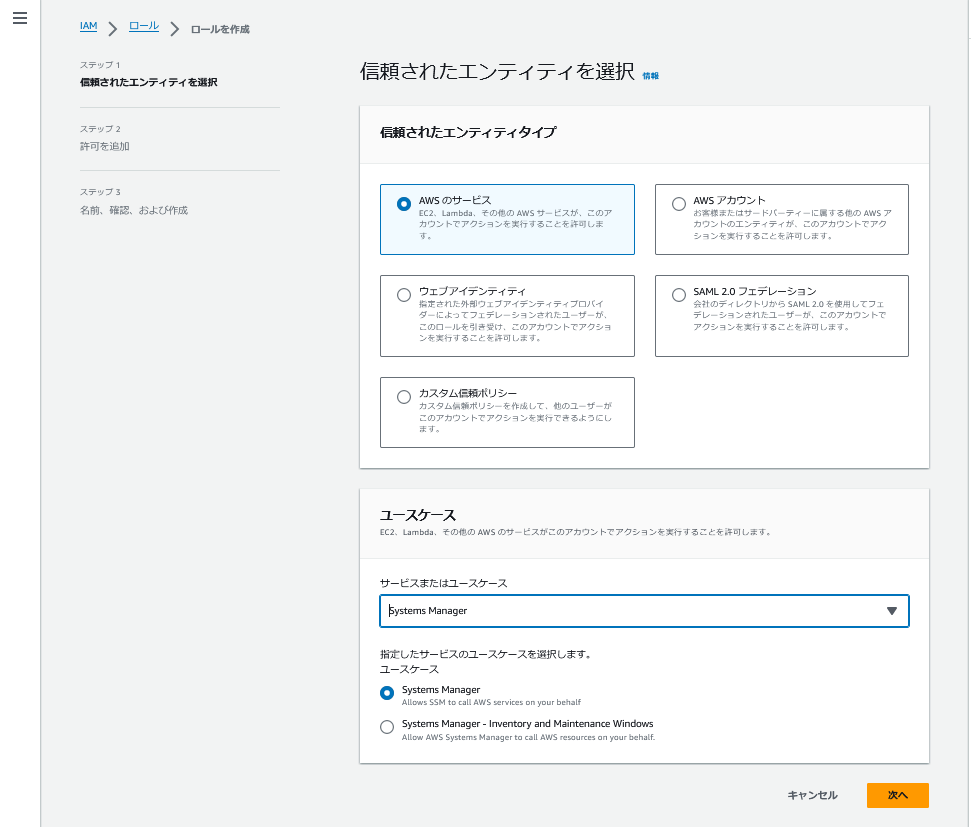 IAM
ロール
ロールを作成
ステップ 1
信頼されたエンティティを選択
ステップ 2
許可を追加
ステップ 3
名前、確認、および作成
信頼されたエンティティを選択 情報
信頼されたエンティティタイプ
AWS のサービス
EC2、Lambda、その他の AWS サービスが、このア
カウントでアクションを実行することを許可しま
す。
AWS アカウント
お客様またはサードパーティーに属する他の AWS ア
カウントのエンティティが、このアカウントでアク
ションを実行することを許可します。
ウェブアイデンティティ
指定された外部ウェブアイデンティティプロバイ
ダーによってフェデレーションされたユーザーが、
このロールを引き受け、このアカウントでアクショ
ンを実行することを許可します。
SAML 2.0 フェデレーション
会社のディレクトリから SAML 2.0 を使用してフェ
デレーションされたユーザーが、このアカウントで
アクションを実行することを許可します。
カスタム信頼ポリシー
カスタム信頼ポリシーを作成して、他のユーザーが
このアカウントでアクションを実行できるようにし
ます。
ユースケース
EC2、Lambda、その他の AWS のサービスがこのアカウントでアクションを実行することを許可します。
サービスまたはユースケース
Systems Manager
指定したサービスのユースケースを選択します。
ユースケース
Systems Manager
Allows SSM to call AWS services on your behalf
Systems Manager - Inventory and Maintenance Windows
Allow AWS Systems Manager to call AWS resources on your behalf.
キャンセル
次へ